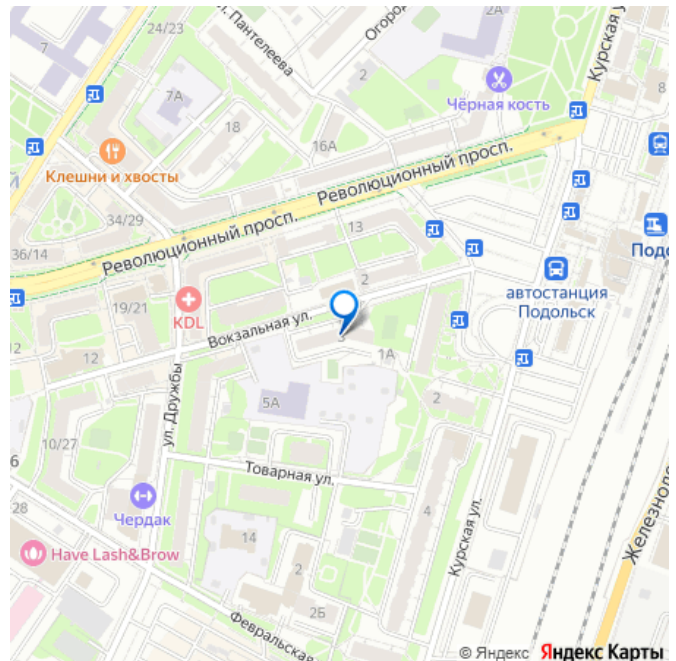 24/23
7
ул. Пантелеева
Курская у
2
7А
18
16А
Чёрная кость
8
Клешни и хвосты
Революционный просп.
34/29
36/14
Революционный просп.
13
Подо
19/21
2
автостанция
Подольск
KDL
Вокзальная ул.
3
12
12
1А
5А
2
ул. Дружбы
10/27
6
Товарная ул.
28
Чердак
4
Курская ул.
Железнодо
Have Lash&Brow
14
2
2Б
Февральская
© Яндекс Яндекс Карты